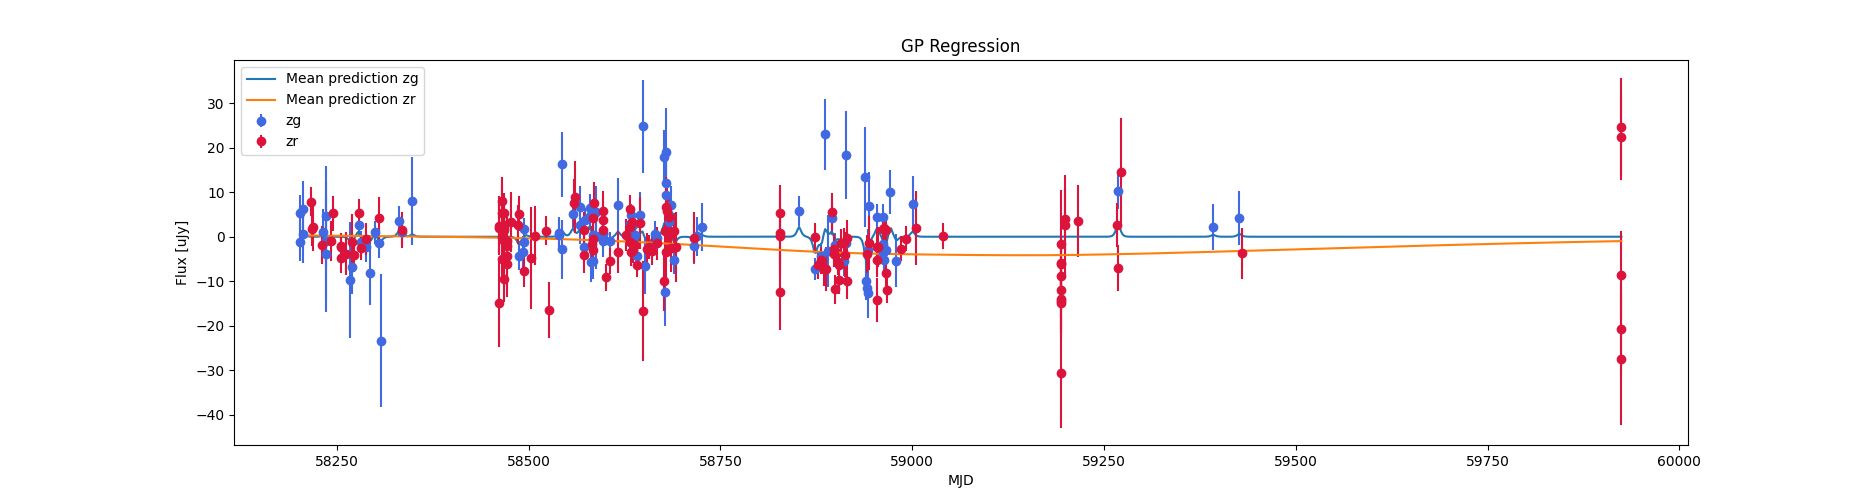 GP Regression
Mean prediction zg
Mean prediction zr
zg
zr
Flux [uJy]
30
20
10
0
−10
−20
−30
−40
58250 58500 58750 59000 59250 59500 59750 60000
MJD